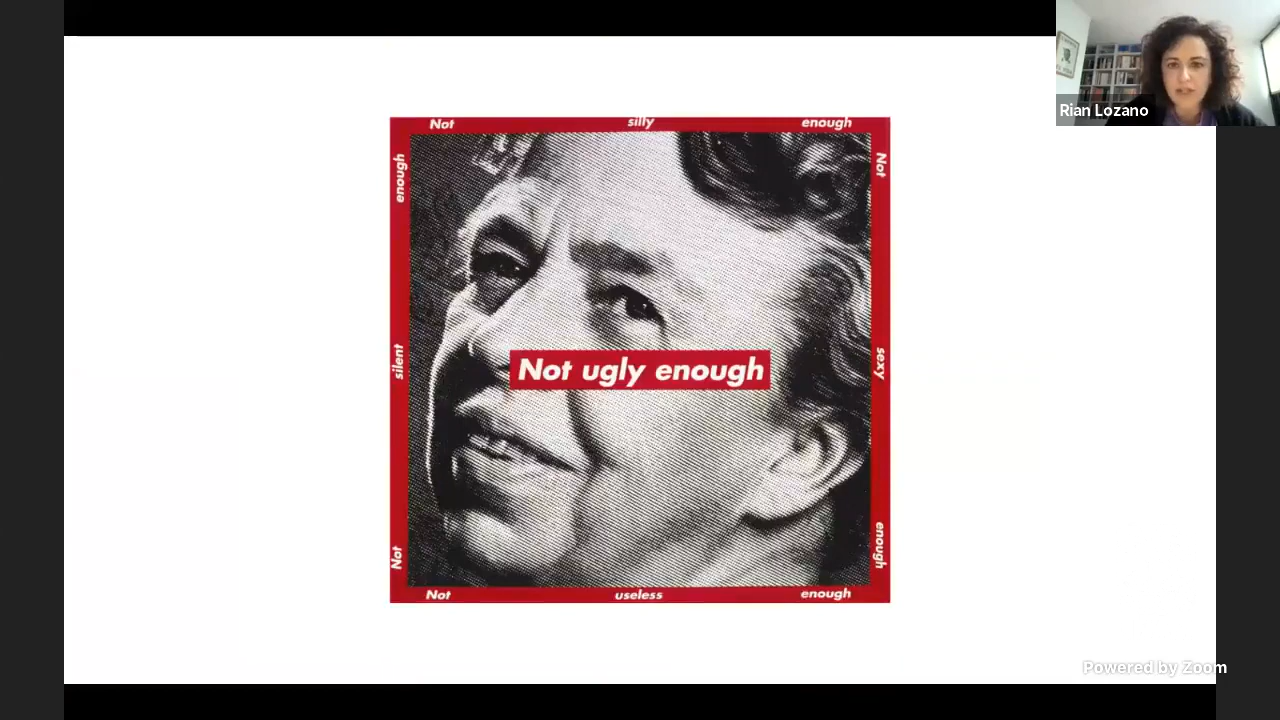 Rian Lozano
Not silly enough
Not sexy enough
Not ugly enough
Not silent enough
Not useless enough
Powered by Zoom